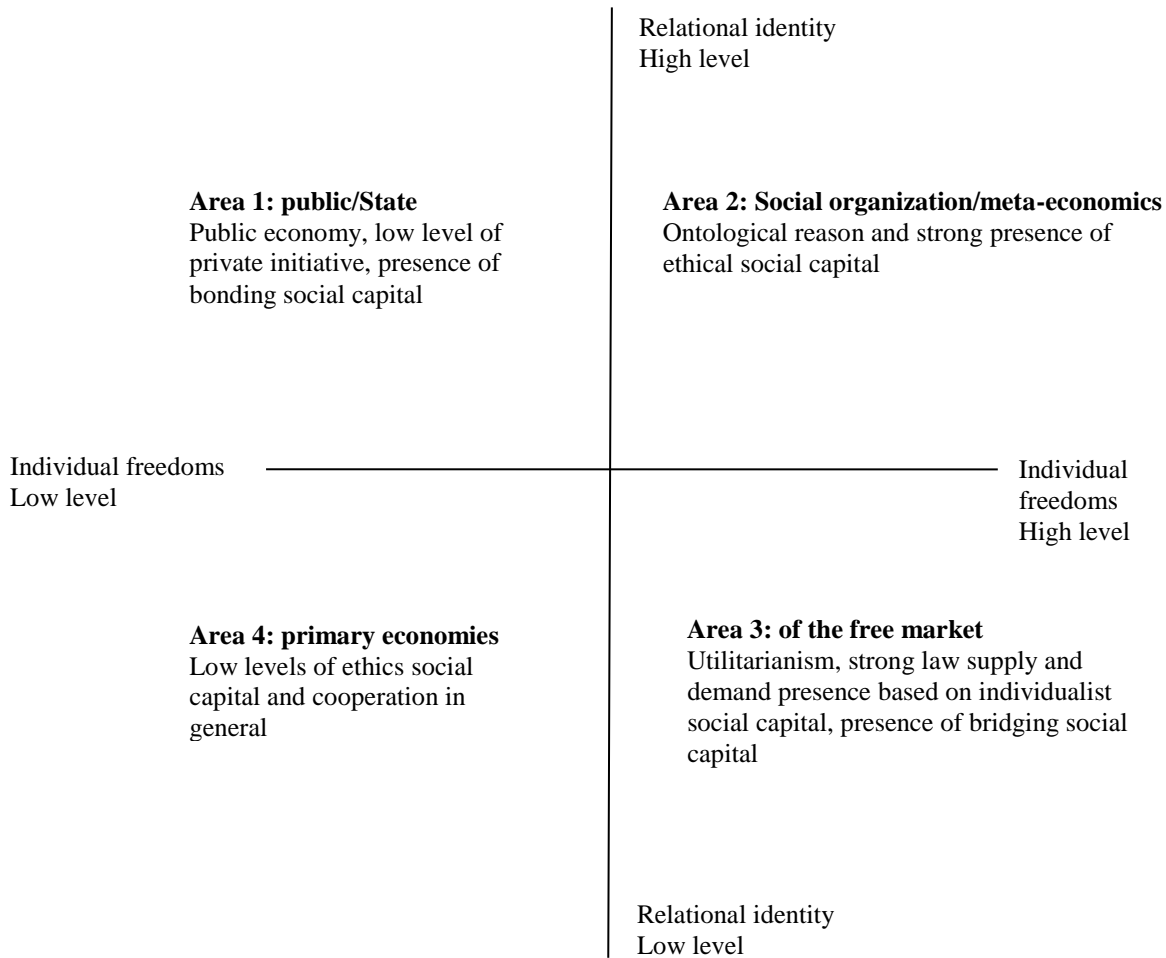 Relational identity
High level
Area 1: public/State
Public economy, low level of
private initiative, presence of
bonding social capital
Area 2: Social organization/meta-economics
Ontological reason and strong presence of
ethical social capital
Individual freedoms
Low level
Individual
freedoms
High level
Area 4: primary economies
Low levels of ethics social
capital and cooperation in
general
Area 3: of the free market
Utilitarianism, strong law supply and
demand presence based on individualist
social capital, presence of bridging social
capital
Relational identity
Low level